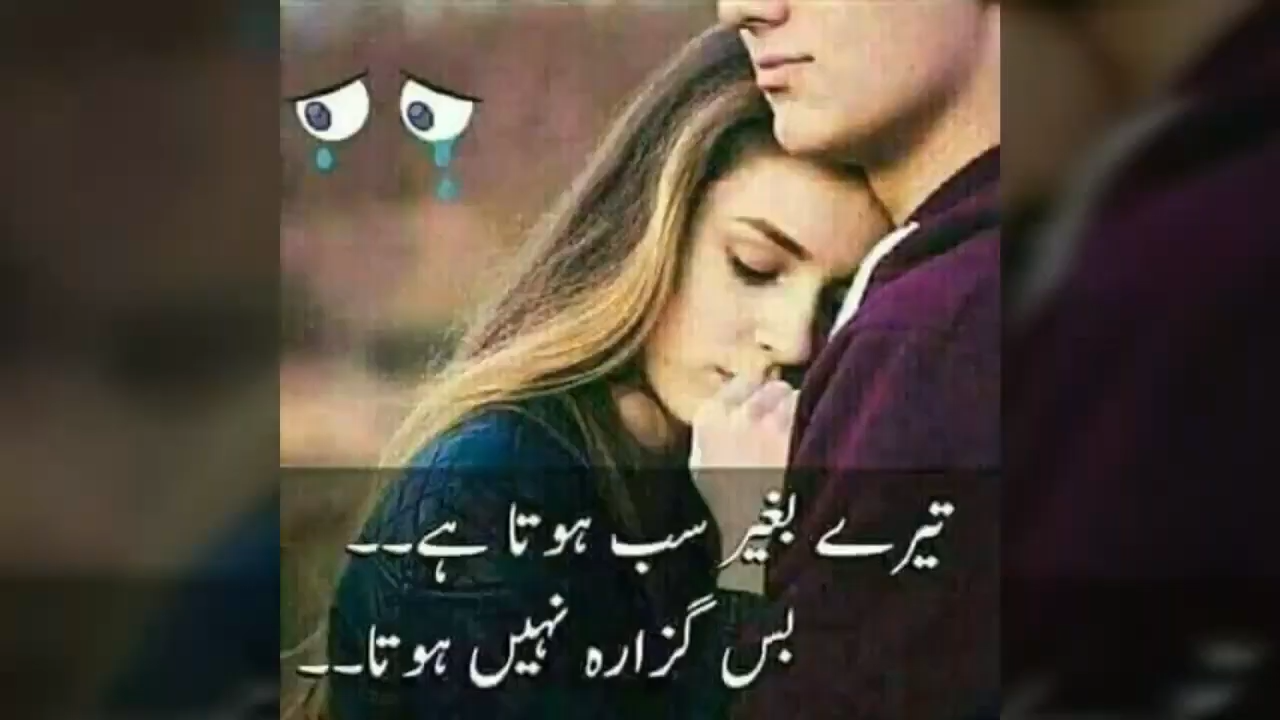 تیرے بغیر سب ہوتا ہے--
بس گزارہ نہیں ہوتا--